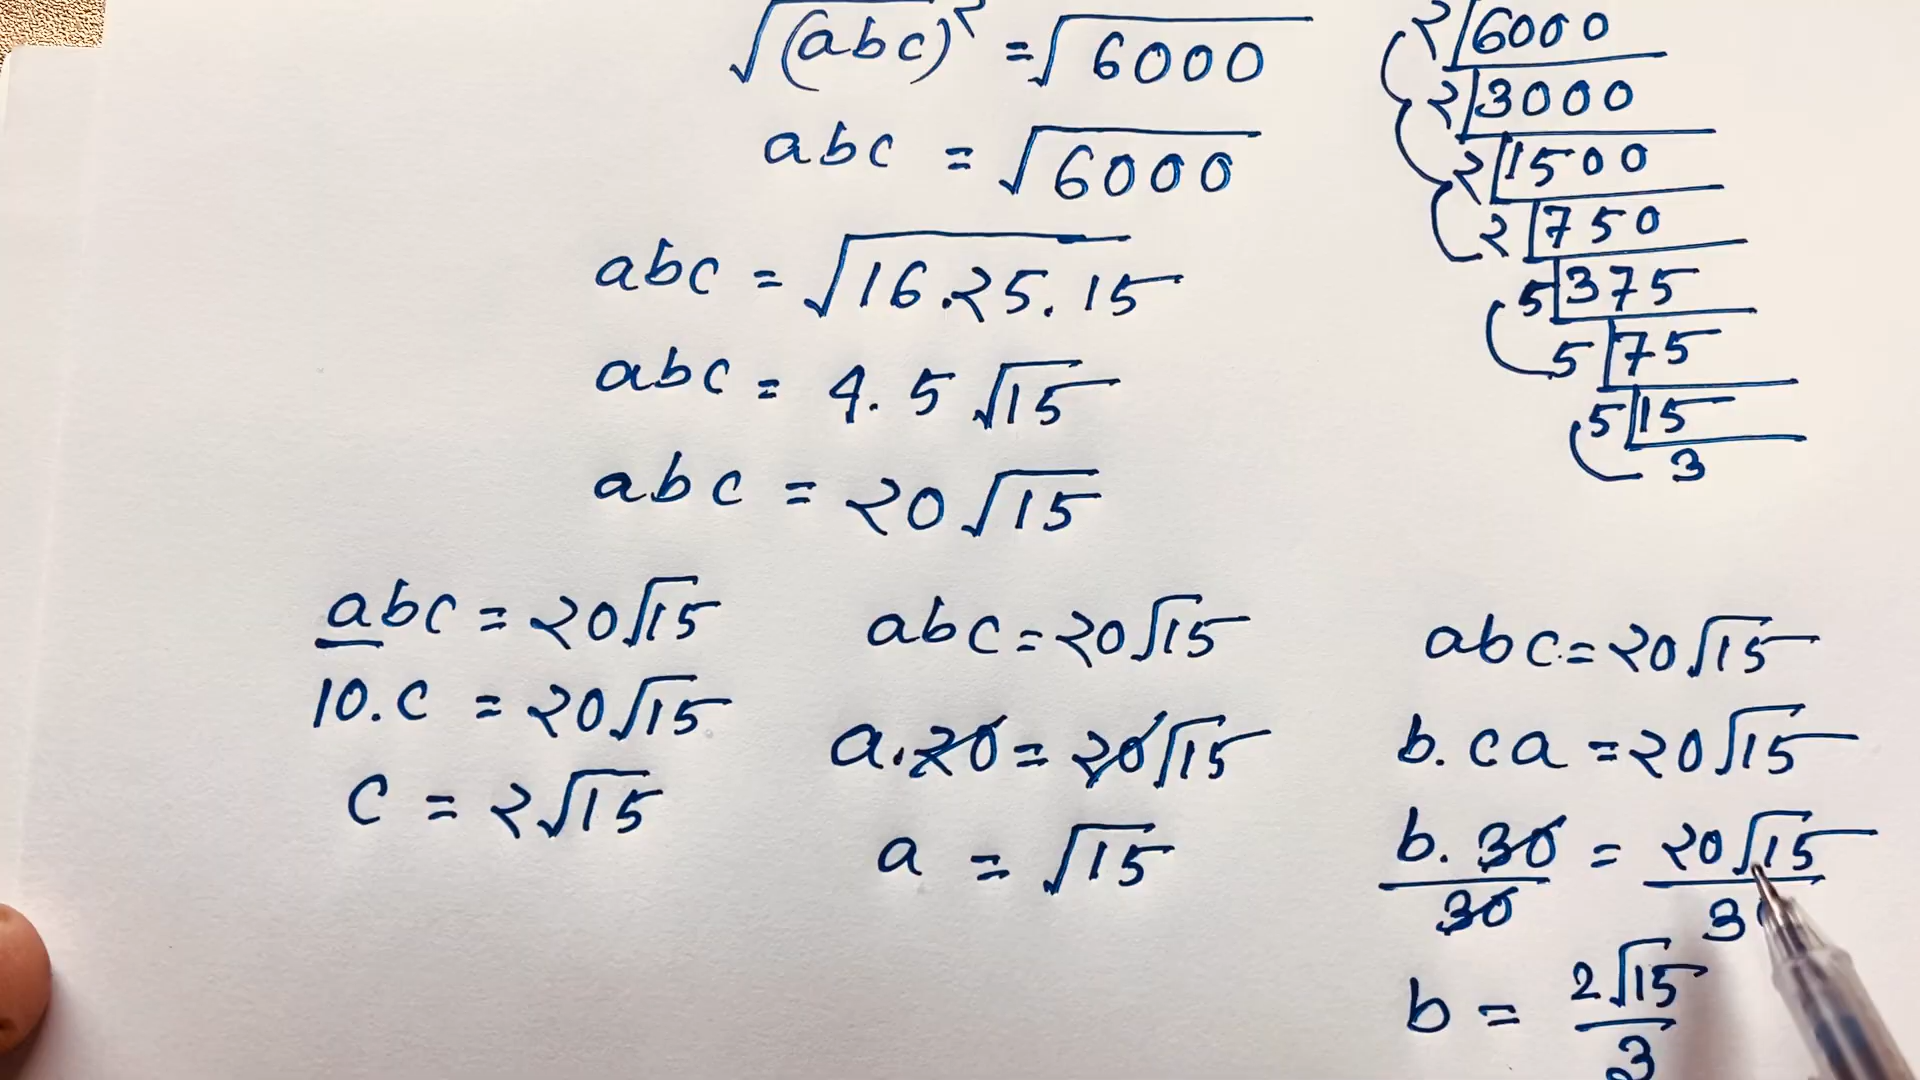 √(abc)² = √6000
abc = √6000
abc = √16.25.15
abc = 4.5√15
abc = 20√15
2 | 6000
2 | 3000
2 | 1500
2 | 750
5 | 375
5 | 75
5 | 15
3
abc = 20√15
10.c = 20√15
c = 2√15
abc = 20√15
a.20 = 20√15
a = √15
abc = 20√15
b.ca = 20√15
b.30/30 = 20√15/30
b = 2√15/3